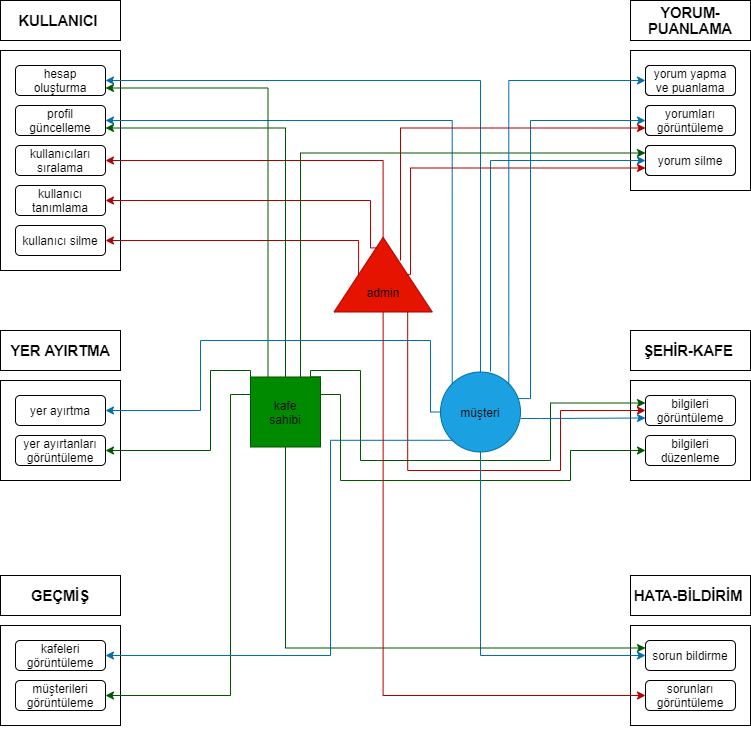 KULLANICI
hesap
oluşturma
profil
güncelleme
kullanıcıları
sıralama
kullanıcı
tanımlama
kullanıcı silme
YORUM-
PUANLAMA
yorum yapma
ve puanlama
yorumları
görüntüleme
yorum silme
admin
YER AYIRTMA
yer ayırtma
yer ayırtanları
görüntüleme
kafe
sahibi
müşteri
ŞEHİR-KAFE
bilgileri
görüntüleme
bilgileri
düzenleme
GEÇMİŞ
kafeleri
görüntüleme
müşterileri
görüntüleme
HATA-BİLDİRİM
sorun bildirme
sorunları
görüntüleme